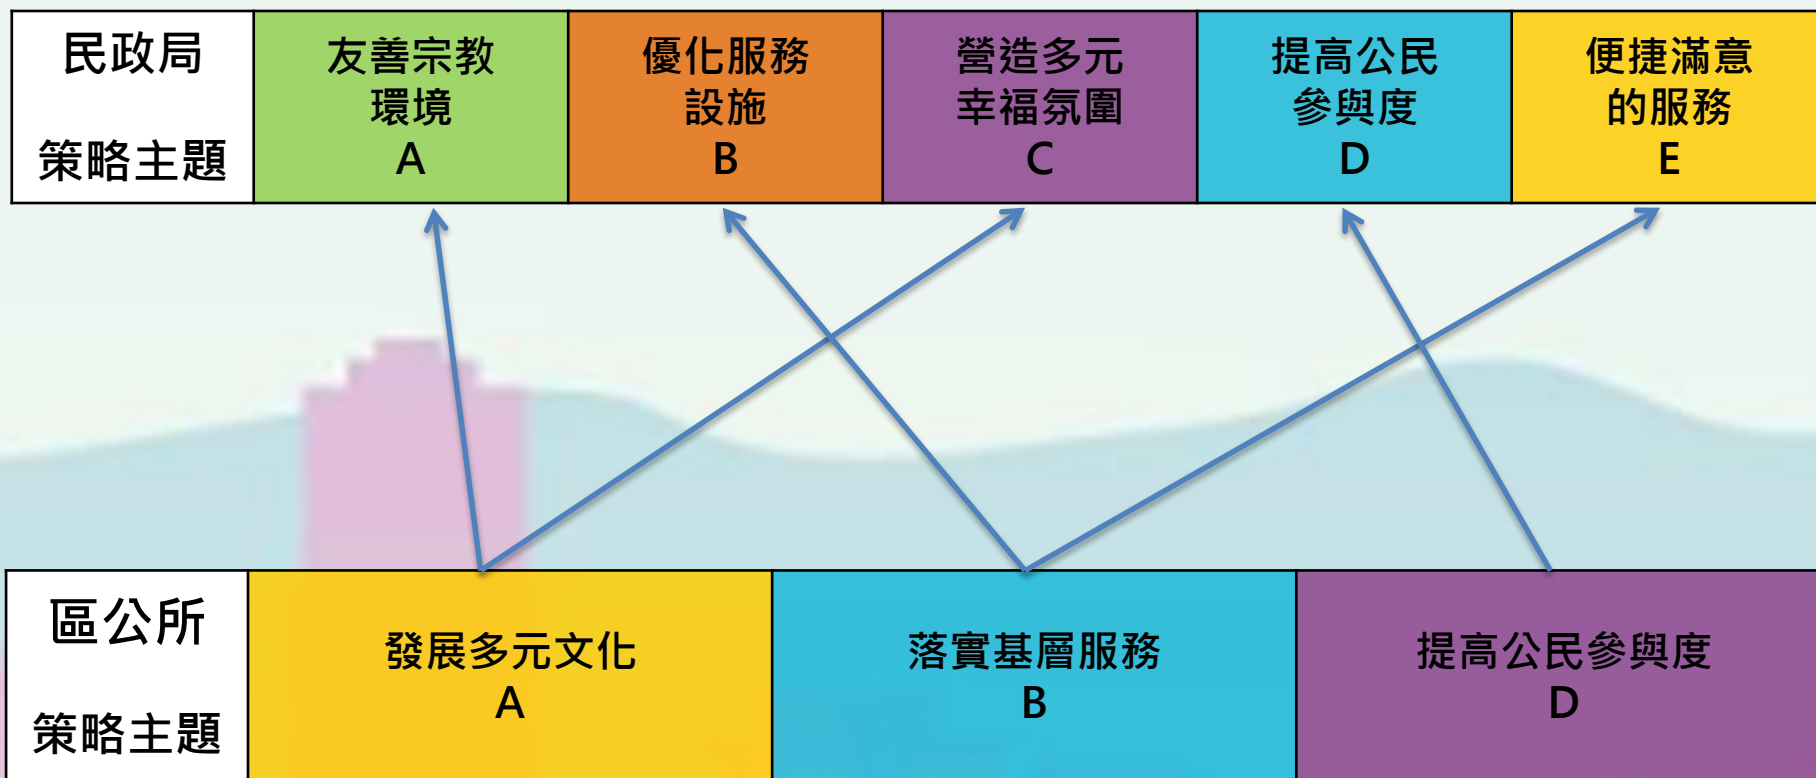 民政局
策略主題
友善宗教
環境
A
優化服務
設施
B
營造多元
幸福氛圍
C
提高公民
參與度
D
便捷滿意
的服務
E
區公所
策略主題
發展多元文化
A
落實基層服務
B
提高公民參與度
D